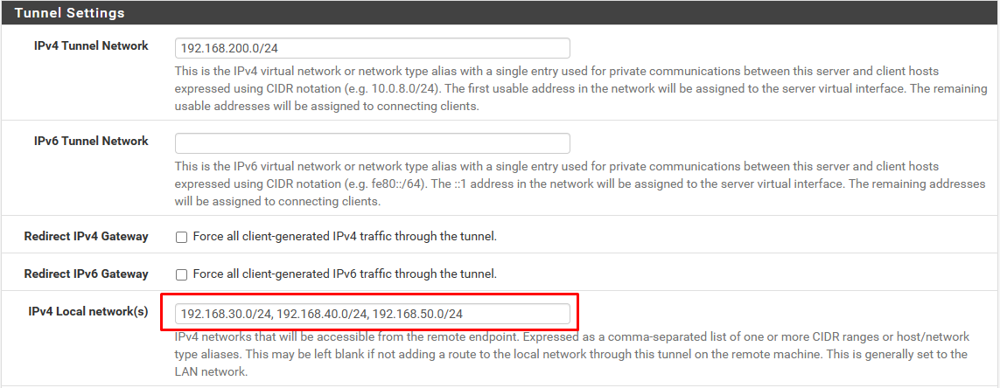 Tunnel Settings
IPv4 Tunnel Network
192.168.200.0/24
This is the IPv4 virtual network or network type alias with a single entry used for private communications between this server and client hosts
expressed using CIDR notation (e.g. 10.0.8.0/24). The first usable address in the network will be assigned to the server virtual interface. The remaining
usable addresses will be assigned to connecting clients.
IPv6 Tunnel Network
This is the IPv6 virtual network or network type alias with a single entry used for private communications between this server and client hosts
expressed using CIDR notation (e.g. fe80::/64). The ::1 address in the network will be assigned to the server virtual interface. The remaining addresses
will be assigned to connecting clients.
Redirect IPv4 Gateway
Force all client-generated IPv4 traffic through the tunnel.
Redirect IPv6 Gateway
Force all client-generated IPv6 traffic through the tunnel.
IPv4 Local network(s)
192.168.30.0/24, 192.168.40.0/24, 192.168.50.0/24
IPv4 networks that will be accessible from the remote endpoint. Expressed as a comma-separated list of one or more CIDR ranges or host/network
type aliases. This may be left blank if not adding a route to the local network through this tunnel on the remote machine. This is generally set to the
LAN network.